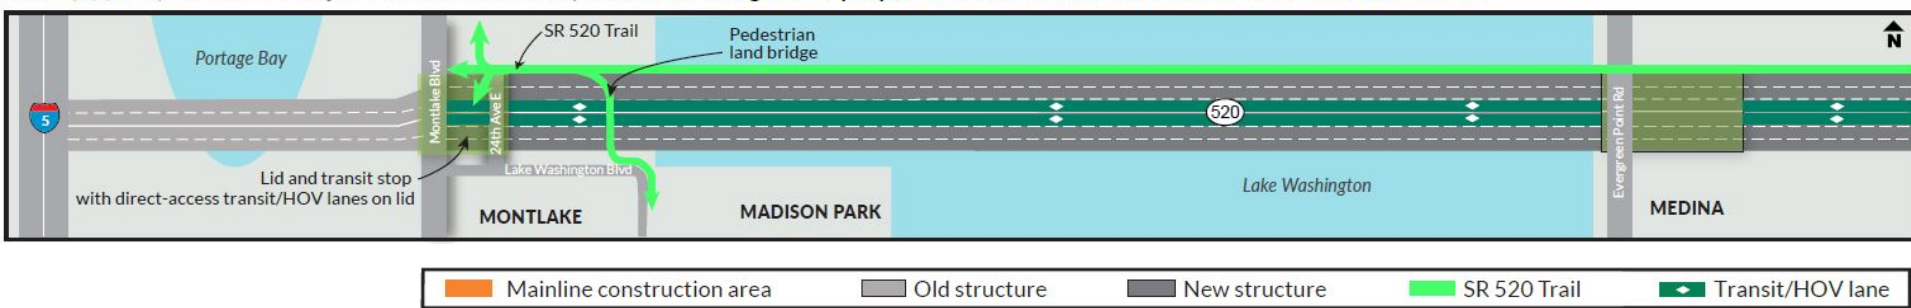 SR 520 Trail
Pedestrian
land bridge
N
Portage Bay
Montlake Blvd
24th Ave E
5
520
Evergreen Point Rd
Lake Washington Blvd
Lid and transit stop
with direct-access transit/HOV lanes on lid
Lake Washington
MONTLAKE
MADISON PARK
MEDINA
Mainline construction area
Old structure
New structure
SR 520 Trail
Transit/HOV lane